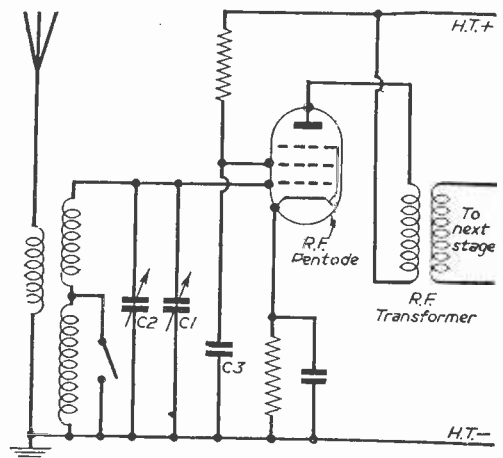 H.T.+
R.F.
Pentode
To
next
stage
R.F.
Transformer
C2
C1
C3
H.T.–